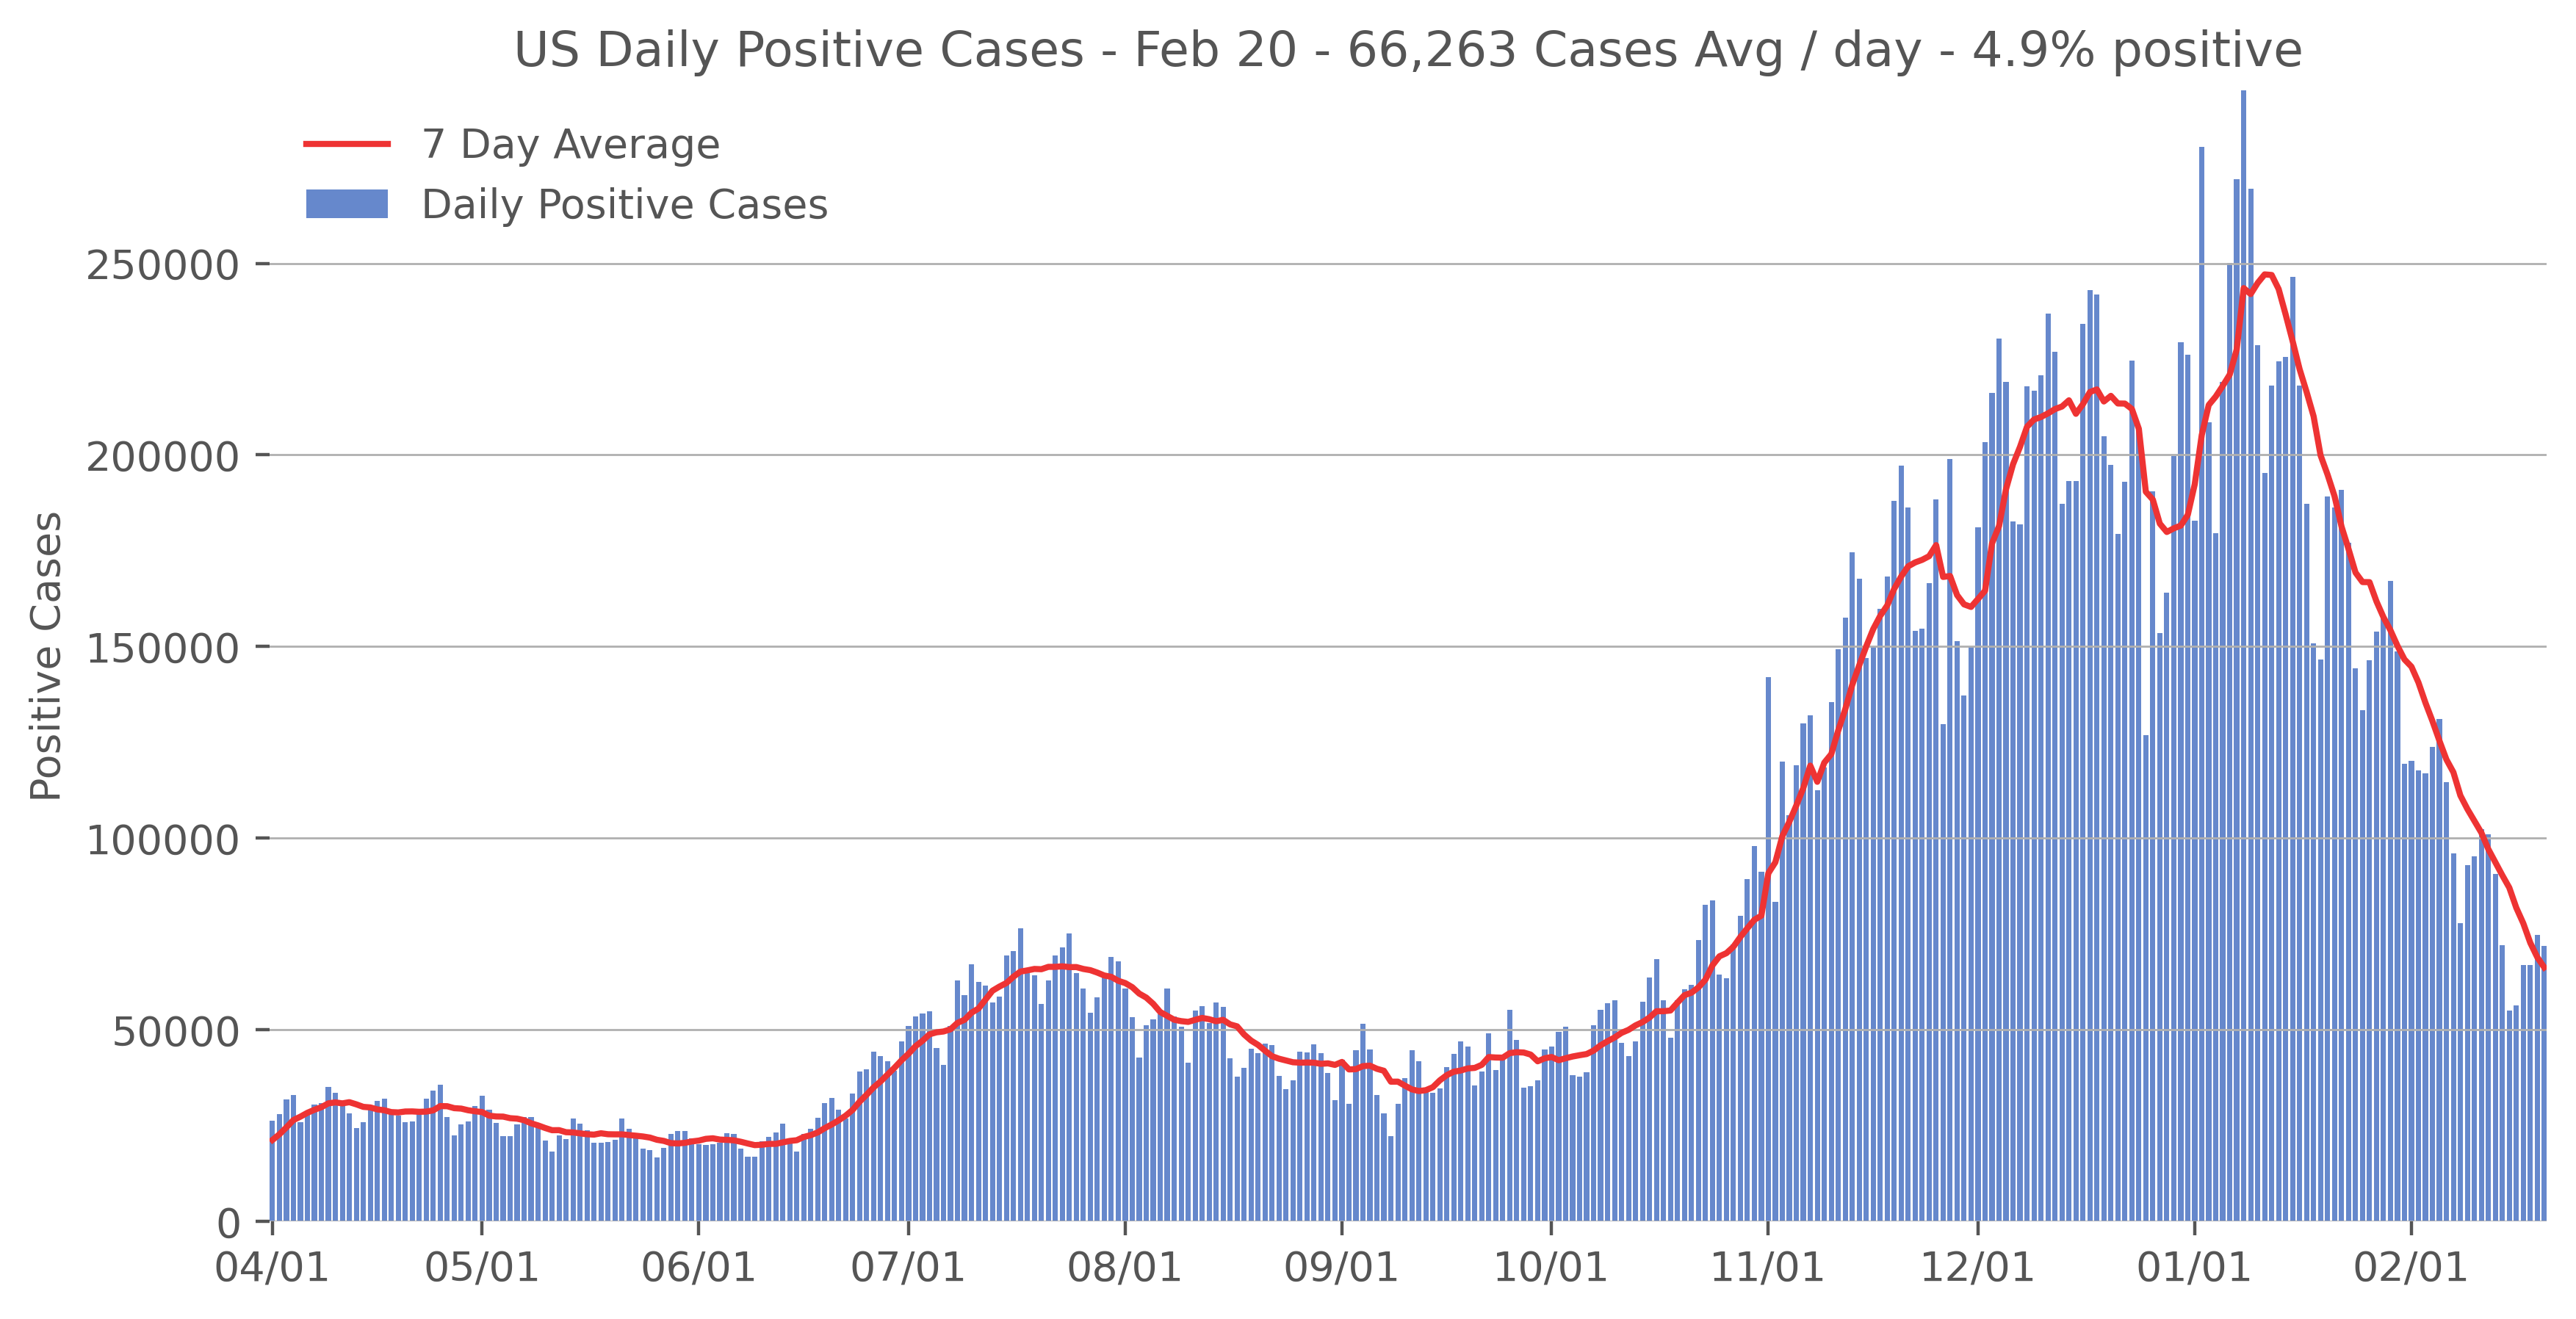 US Daily Positive Cases - Feb 20 - 66,263 Cases Avg / day - 4.9% positive
7 Day Average
Daily Positive Cases
250000
200000
150000
100000
50000
0
Positive Cases
04/01 05/01 06/01 07/01 08/01 09/01 10/01 11/01 12/01 01/01 02/01